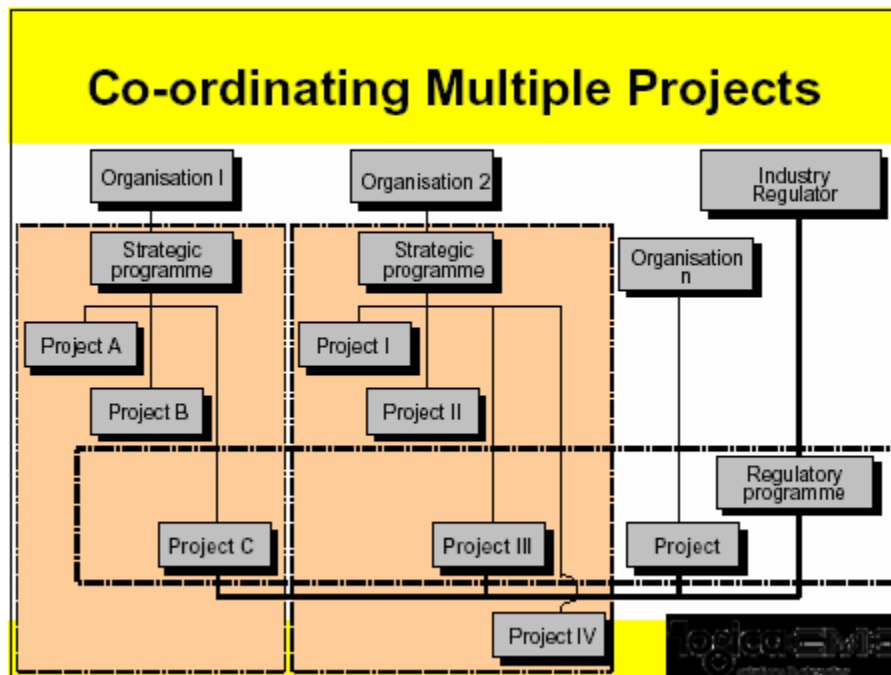 Co-ordinating Multiple Projects
Organisation I
Organisation 2
Industry
Regulator
Strategic
programme
Strategic
programme
Organisation
n
Project A
Project I
Project B
Project II
Regulatory
programme
Project C
Project III
Project
Project IV
logicaCMG